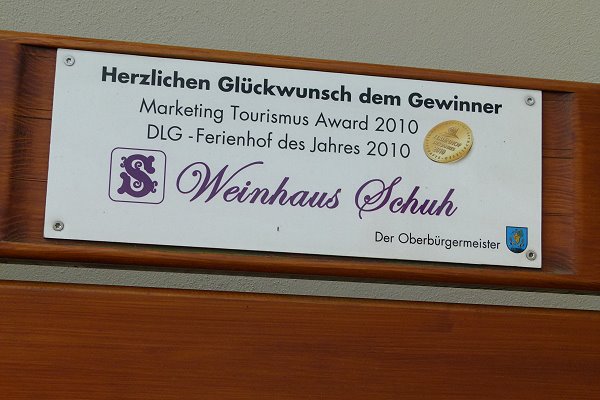 Herzlichen Glückwunsch dem Gewinner
Marketing Tourismus Award 2010
DLG - Ferienhof des Jahres 2010
S Weinhaus Schuh
Der Oberbürgermeister